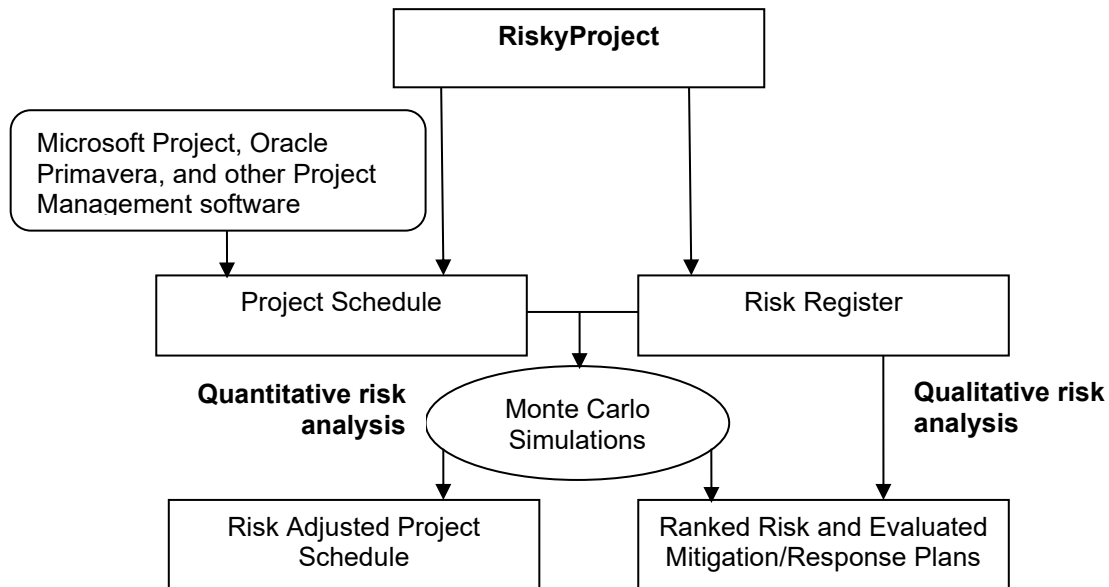 RiskyProject
Microsoft Project, Oracle
Primavera, and other Project
Management software
Project Schedule
Risk Register
Quantitative risk
analysis
Monte Carlo
Simulations
Qualitative risk
analysis
Risk Adjusted Project
Schedule
Ranked Risk and Evaluated
Mitigation/Response Plans